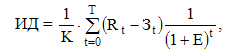 ИД = 1/K · ∑_{t=0}^{T} (R_t − З_t) 1/(1 + E)^t ,